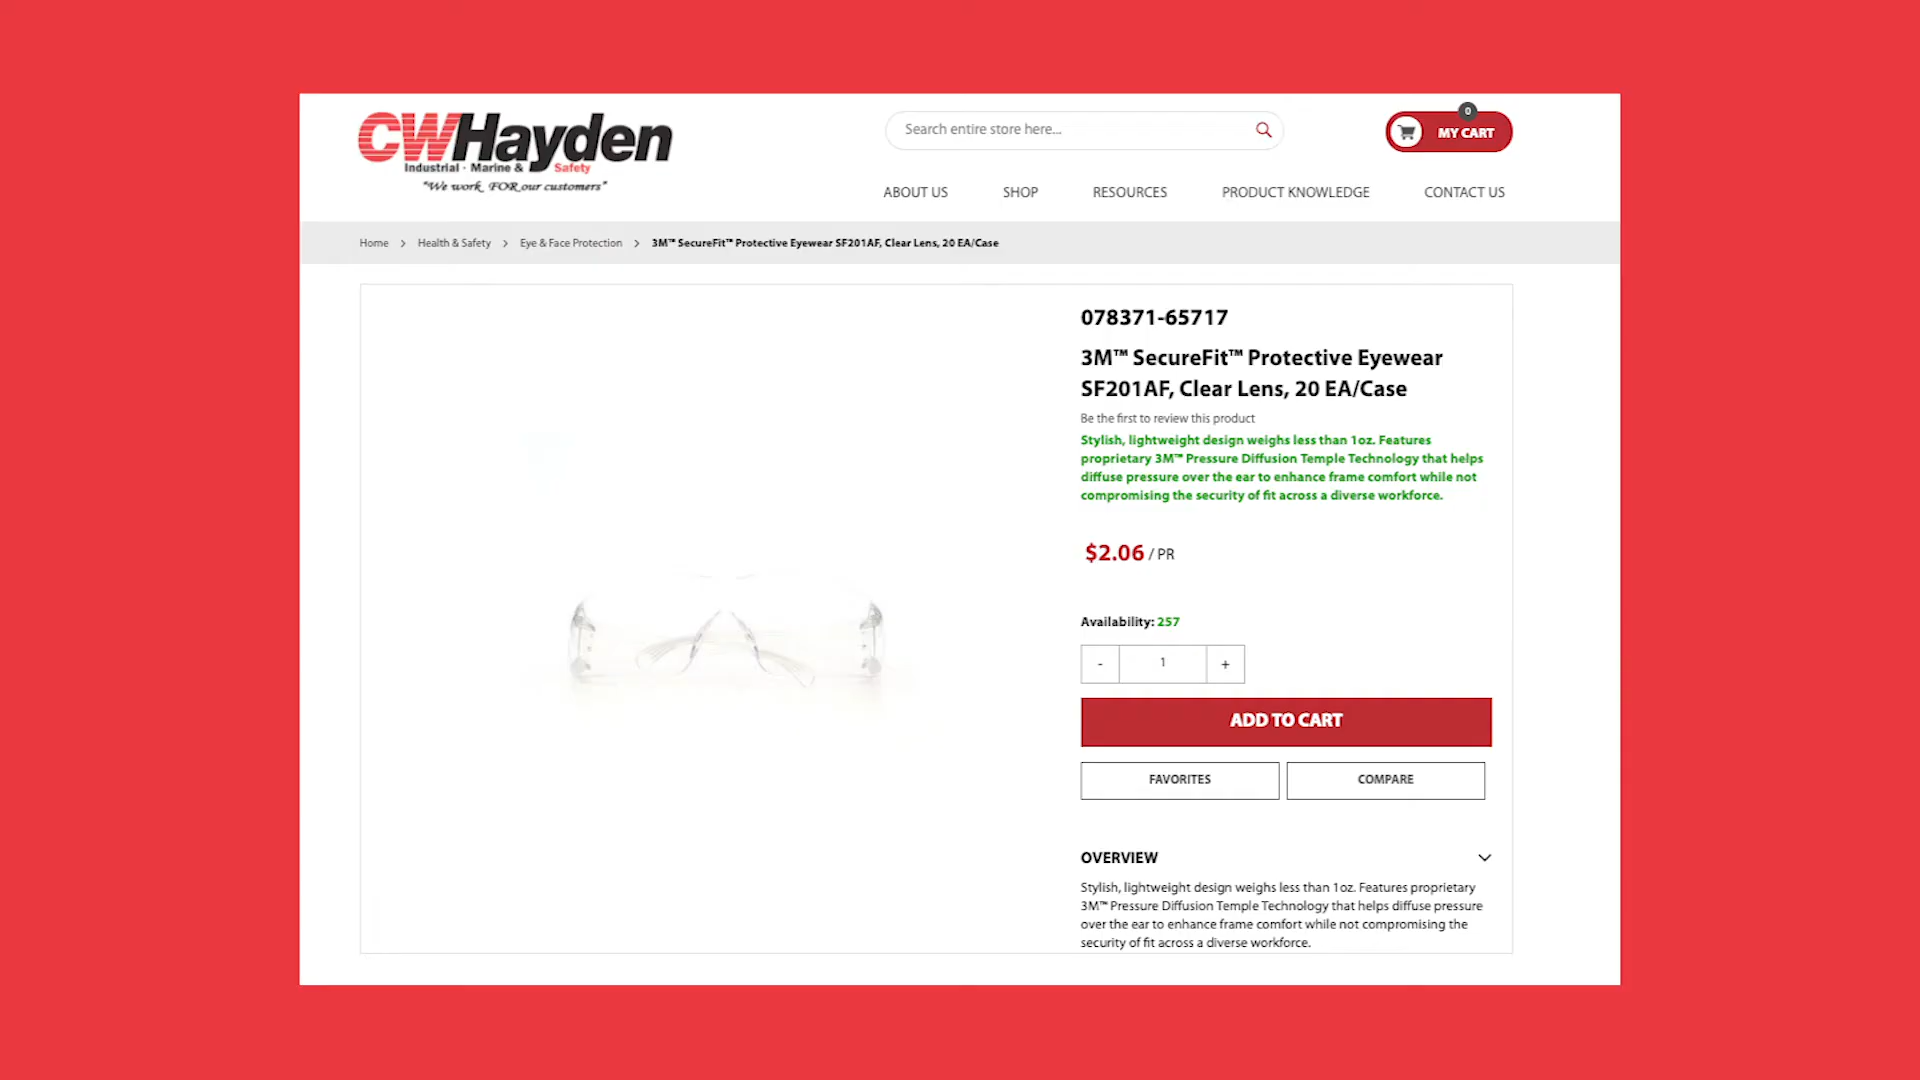 CWHayden
Industrial · Marine & Safety
"We work FOR our customers"
Search entire store here...
0
MY CART
ABOUT US
SHOP
RESOURCES
PRODUCT KNOWLEDGE
CONTACT US
Home > Health & Safety > Eye & Face Protection > 3M™ SecureFit™ Protective Eyewear SF201AF, Clear Lens, 20 EA/Case
078371-65717
3M™ SecureFit™ Protective Eyewear
SF201AF, Clear Lens, 20 EA/Case
Be the first to review this product
Stylish, lightweight design weighs less than 1oz. Features
proprietary 3M™ Pressure Diffusion Temple Technology that helps
diffuse pressure over the ear to enhance frame comfort while not
compromising the security of fit across a diverse workforce.
$2.06 / PR
Availability: 257
- 1 +
ADD TO CART
FAVORITES
COMPARE
OVERVIEW
Stylish, lightweight design weighs less than 1oz. Features proprietary
3M™ Pressure Diffusion Temple Technology that helps diffuse pressure
over the ear to enhance frame comfort while not compromising the
security of fit across a diverse workforce.